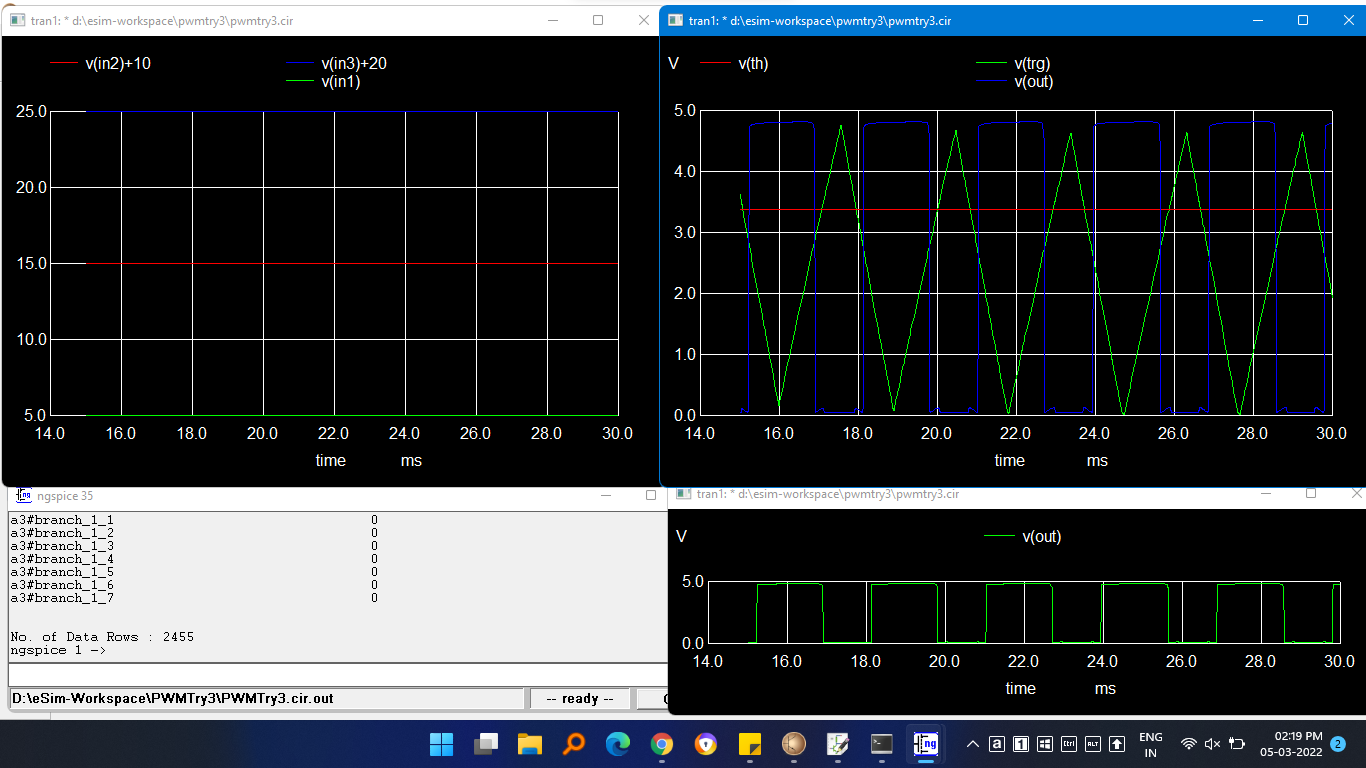 tran1: * d:\esim-workspace\pwmtry3\pwmtry3.cir
v(in2)+10
v(in3)+20
v(in1)
25.0
20.0
15.0
10.0
5.0
14.0 16.0 18.0 20.0 22.0 24.0 26.0 28.0 30.0
time ms
tran1: * d:\esim-workspace\pwmtry3\pwmtry3.cir
V
v(th)
v(trg)
v(out)
5.0
4.0
3.0
2.0
1.0
0.0
14.0 16.0 18.0 20.0 22.0 24.0 26.0 28.0 30.0
time ms
ngspice 35
a3#branch_1_1 0
a3#branch_1_2 0
a3#branch_1_3 0
a3#branch_1_4 0
a3#branch_1_5 0
a3#branch_1_6 0
a3#branch_1_7 0
No. of Data Rows : 2455
ngspice 1 ->
D:\eSim-Workspace\PWMTry3\PWMTry3.cir.out
-- ready --
tran1: * d:\esim-workspace\pwmtry3\pwmtry3.cir
V
v(out)
5.0
0.0
14.0 16.0 18.0 20.0 22.0 24.0 26.0 28.0 30.0
time ms
ng
a
1
Ctrl
ALT
ENG
IN
02:19 PM
05-03-2022
2